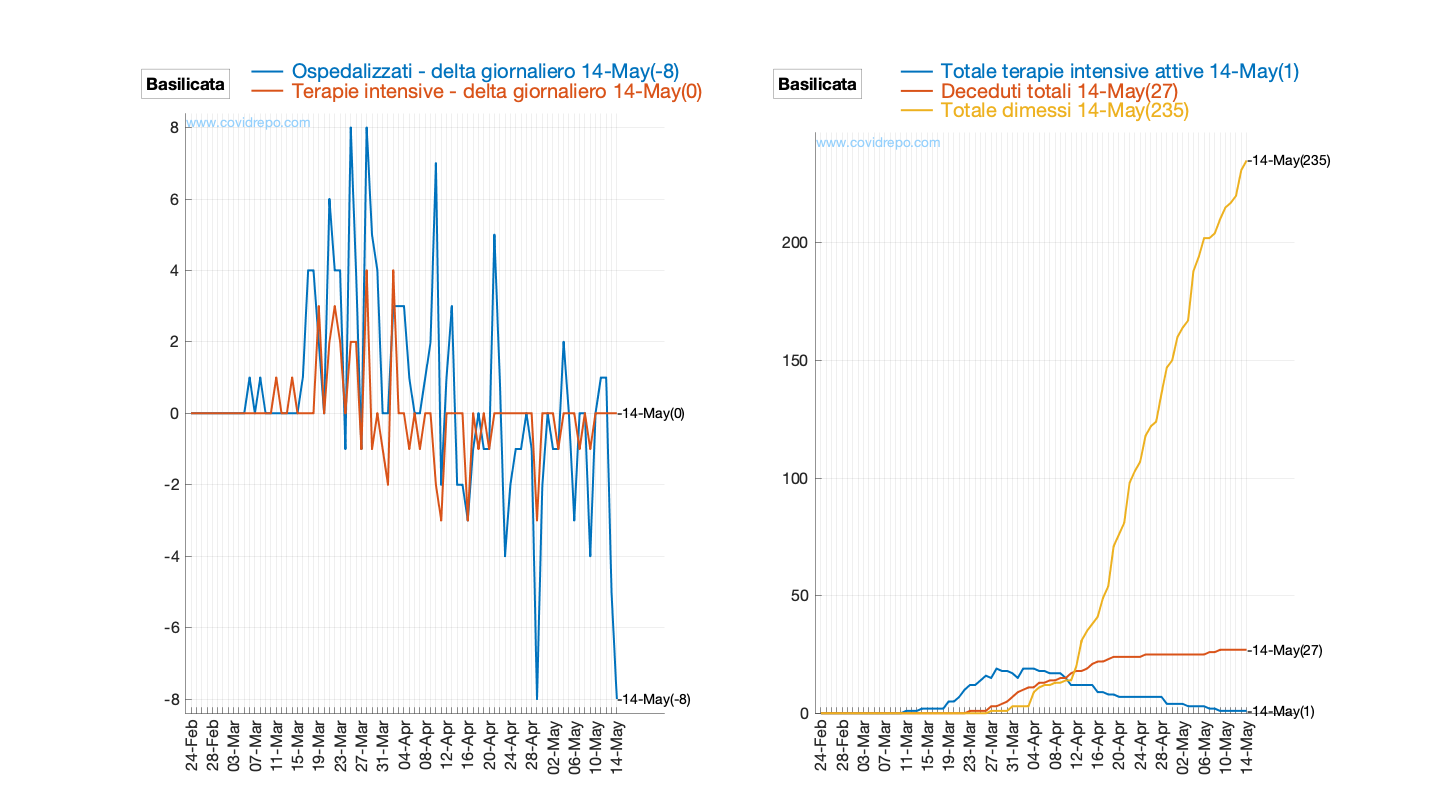 Basilicata
Ospedalizzati - delta giornaliero 14-May(-8)
Terapie intensive - delta giornaliero 14-May(0)
www.covidrepo.com
8
6
4
2
0
-2
-4
-6
-8
-14-May(0)
-14-May(-8)
24-Feb
28-Feb
03-Mar
07-Mar
11-Mar
15-Mar
19-Mar
23-Mar
27-Mar
31-Mar
04-Apr
08-Apr
12-Apr
16-Apr
20-Apr
24-Apr
28-Apr
02-May
06-May
10-May
14-May
Basilicata
Totale terapie intensive attive 14-May(1)
Deceduti totali 14-May(27)
Totale dimessi 14-May(235)
www.covidrepo.com
200
150
100
50
0
-14-May(235)
-14-May(27)
-14-May(1)
24-Feb
28-Feb
03-Mar
07-Mar
11-Mar
15-Mar
19-Mar
23-Mar
27-Mar
31-Mar
04-Apr
08-Apr
12-Apr
16-Apr
20-Apr
24-Apr
28-Apr
02-May
06-May
10-May
14-May